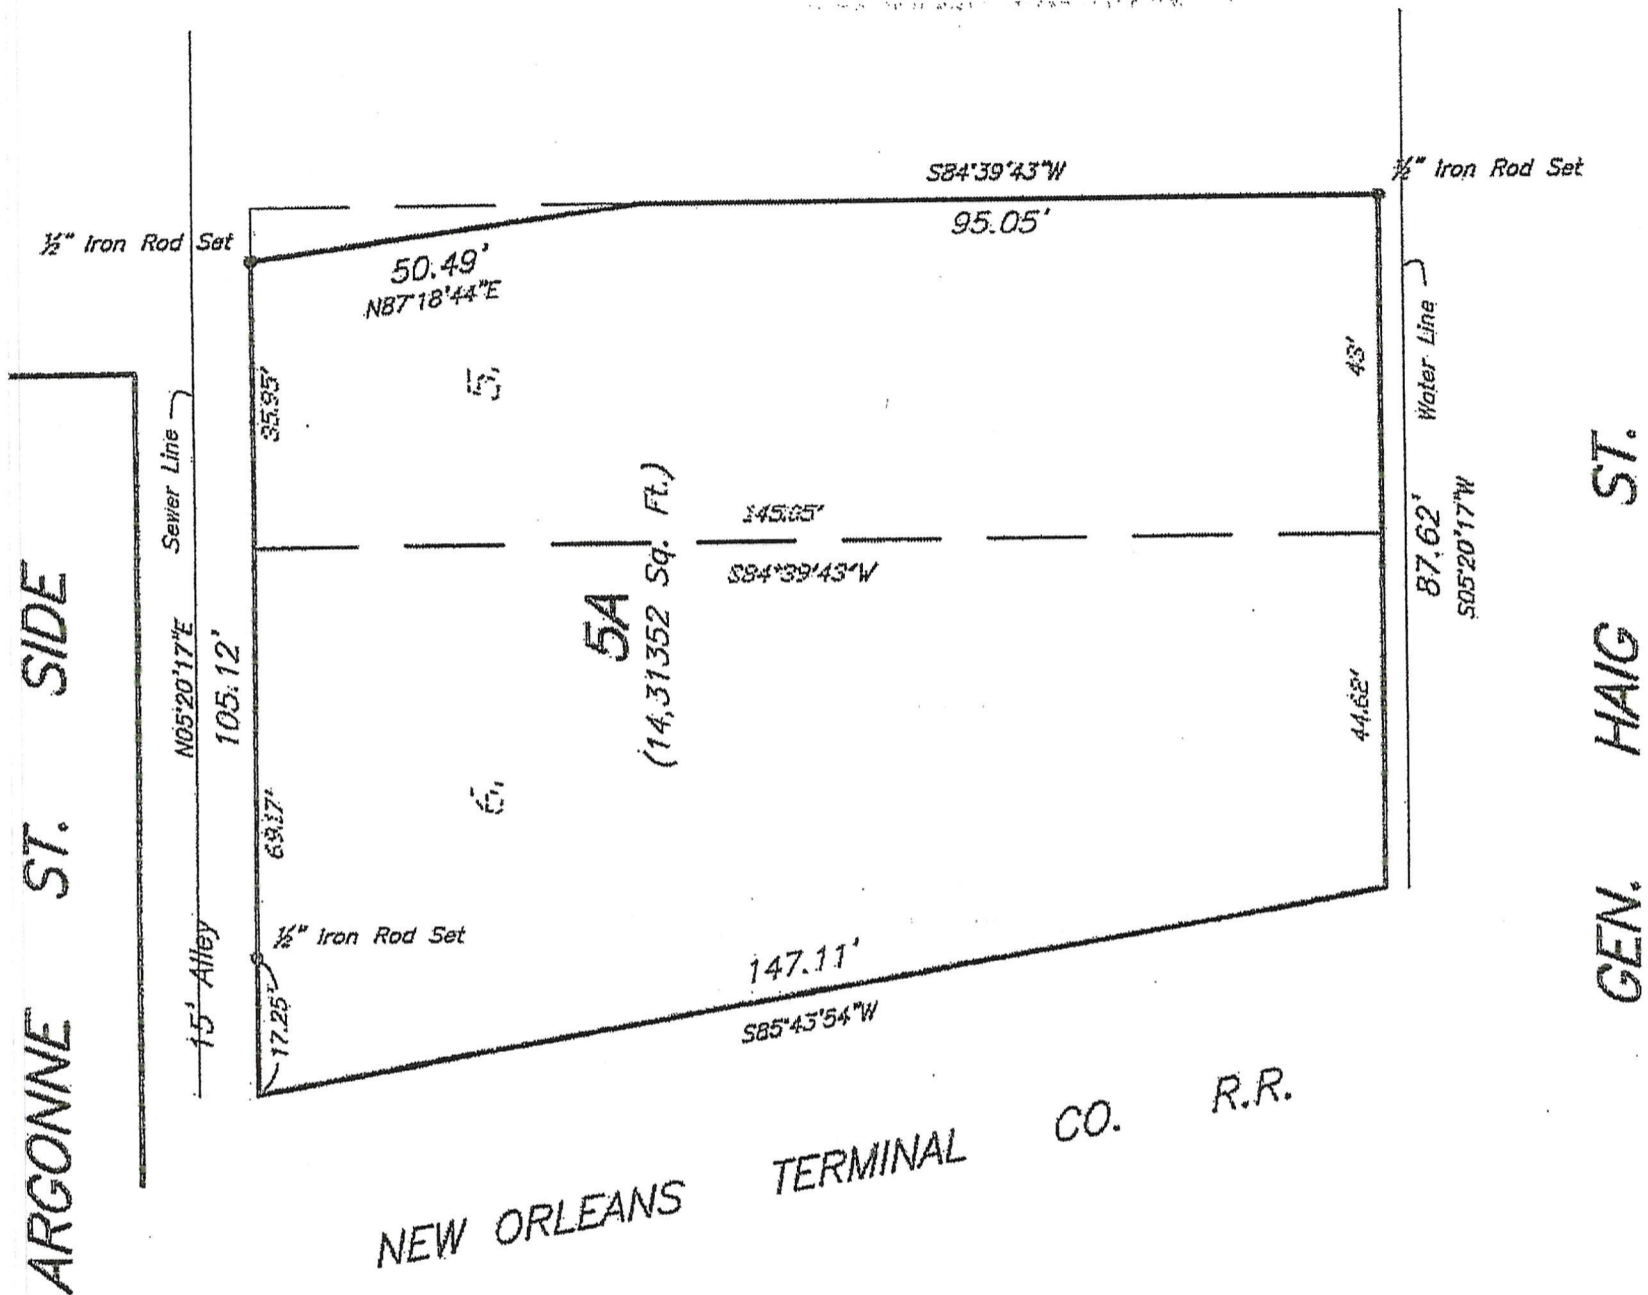 S84°39'43"W
½" Iron Rod Set
95.05'
½" Iron Rod Set
50.49'
N87°18'44"E
35.95'
5.
43'
Water Line
Sewer Line
145.05'
S84°39'43"W
5A
(14,31352 Sq. Ft.)
87.62'
S05°20'17"W
N05°20'17"E
105.12'
44.62'
69.17'
6.
½" Iron Rod Set
15' Alley
17.25'
147.11'
S85°43'54"W
ARGONNE ST. SIDE
GEN. HAIG ST.
NEW ORLEANS TERMINAL CO. R.R.